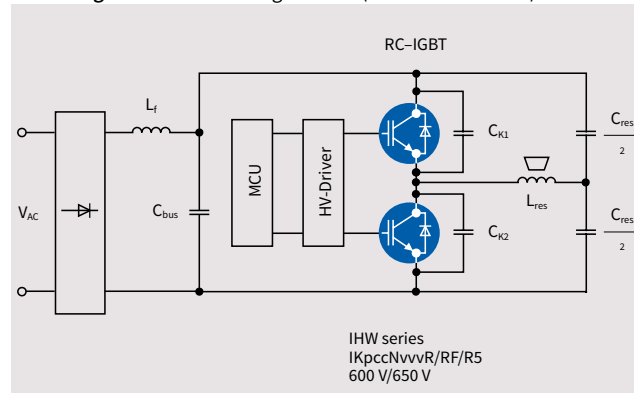 RC–IGBT
L_f
C_K1
C_res
2
MCU
HV-Driver
V_AC
C_bus
L_res
C_K2
C_res
2
IHW series
IKpccNvvvR/RF/R5
600 V/650 V